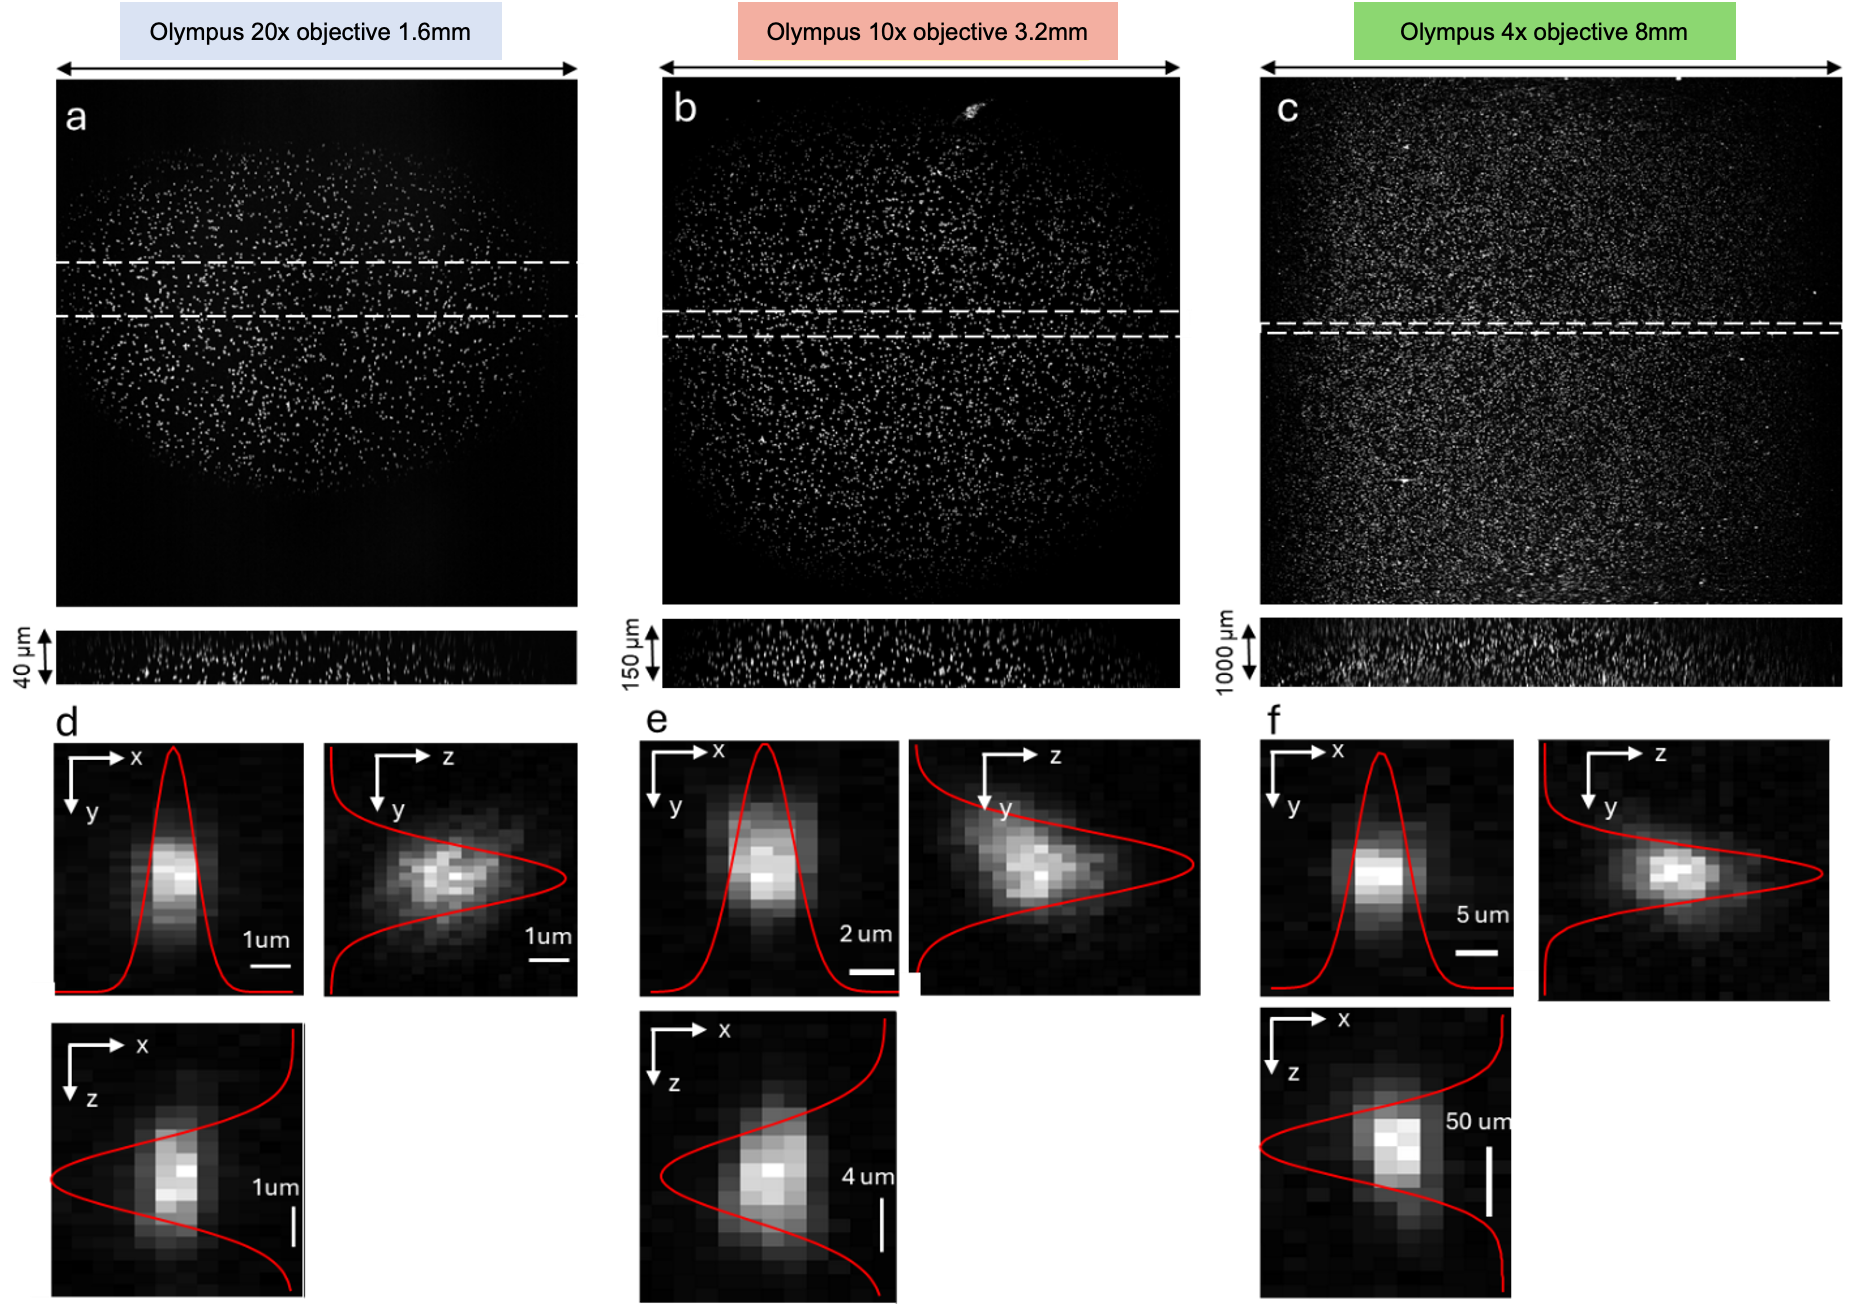 Olympus 20x objective 1.6mm
Olympus 10x objective 3.2mm
Olympus 4x objective 8mm
a
b
c
40 µm
150 µm
1000 µm
d
x
y
1um
z
y
1um
x
z
1um
e
x
y
2 um
z
y
x
z
4 um
f
x
y
5 um
z
y
x
z
50 um